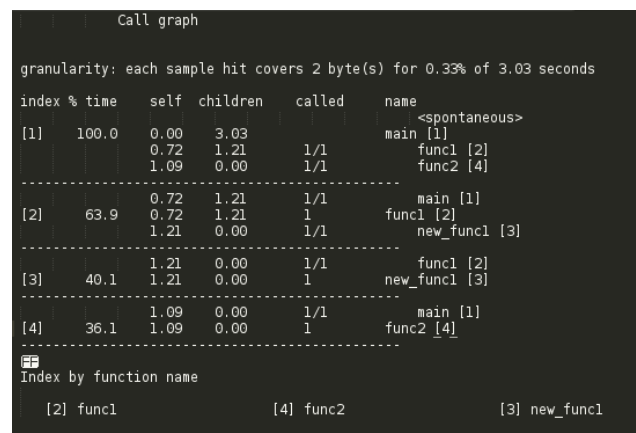 Call graph
granularity: each sample hit covers 2 byte(s) for 0.33% of 3.03 seconds
index % time self children called name
<spontaneous>
[1] 100.0 0.00 3.03 main [1]
0.72 1.21 1/1 func1 [2]
1.09 0.00 1/1 func2 [4]
-----------------------------------------------
0.72 1.21 1/1 main [1]
[2] 63.9 0.72 1.21 1 func1 [2]
1.21 0.00 1/1 new_func1 [3]
-----------------------------------------------
1.21 0.00 1/1 func1 [2]
[3] 40.1 1.21 0.00 1 new_func1 [3]
-----------------------------------------------
1.09 0.00 1/1 main [1]
[4] 36.1 1.09 0.00 1 func2 [4]
-----------------------------------------------
FF
Index by function name
[2] func1 [4] func2 [3] new_func1